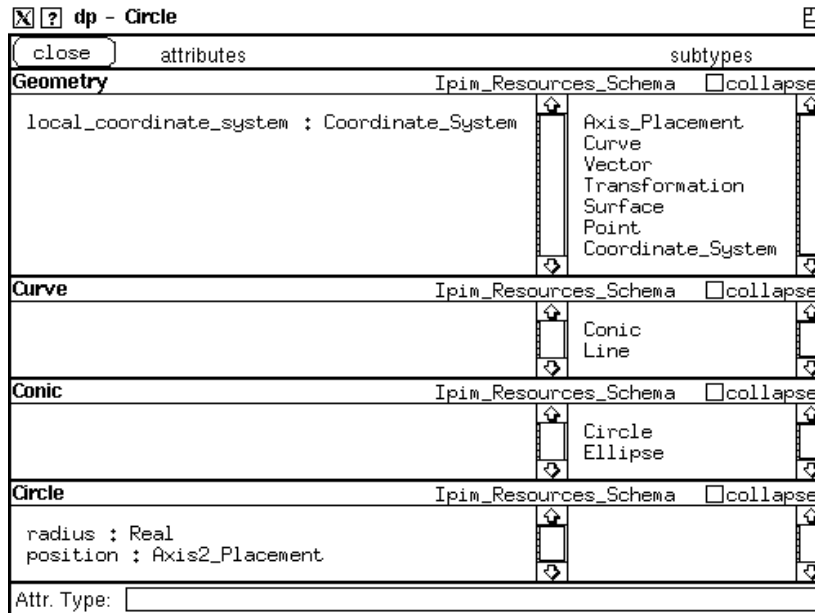 X ? dp - Circle
close attributes subtypes
Geometry Ipim_Resources_Schema collapse
local_coordinate_system : Coordinate_System
Axis_Placement
Curve
Vector
Transformation
Surface
Point
Coordinate_System
Curve Ipim_Resources_Schema collapse
Conic
Line
Conic Ipim_Resources_Schema collapse
Circle
Ellipse
Circle Ipim_Resources_Schema collapse
radius : Real
position : Axis2_Placement
Attr. Type: